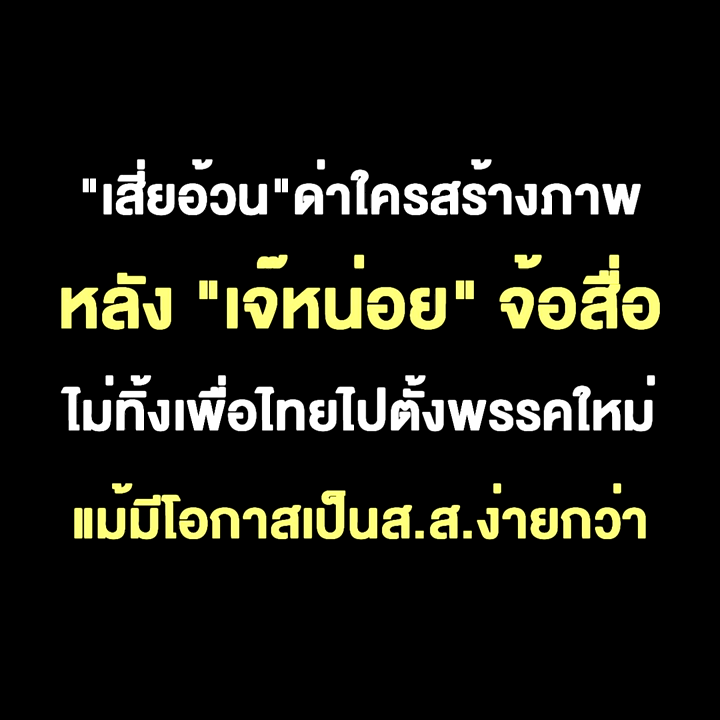 "เสี่ยอ้วน"ด่าใครสร้างภาพ
หลัง "เจ๊หน่อย" จ้อสื่อ
ไม่ทิ้งเพื่อไทยไปตั้งพรรคใหม่
แม้มีโอกาสเป็นส.ส.ง่ายกว่า